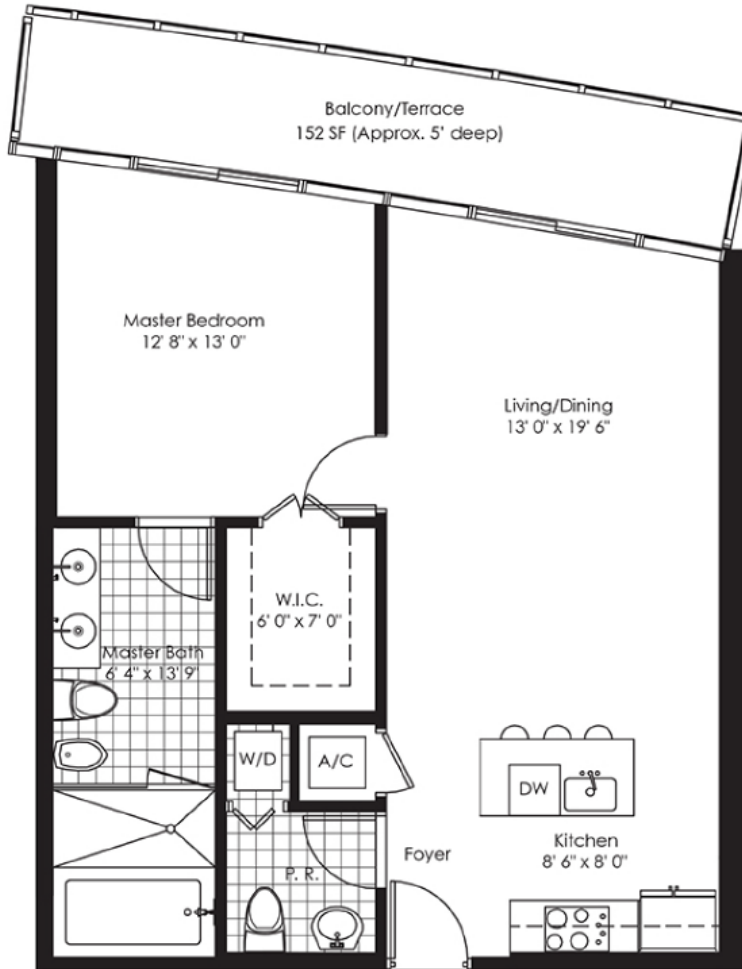 Balcony/Terrace
152 SF (Approx. 5' deep)
Master Bedroom
12' 8" x 13' 0"
Living/Dining
13' 0" x 19' 6"
W.I.C.
6' 0" x 7' 0"
Master Bath
6' 4" x 13' 9"
W/D
A/C
DW
Kitchen
8' 6" x 8' 0"
Foyer
P. R.